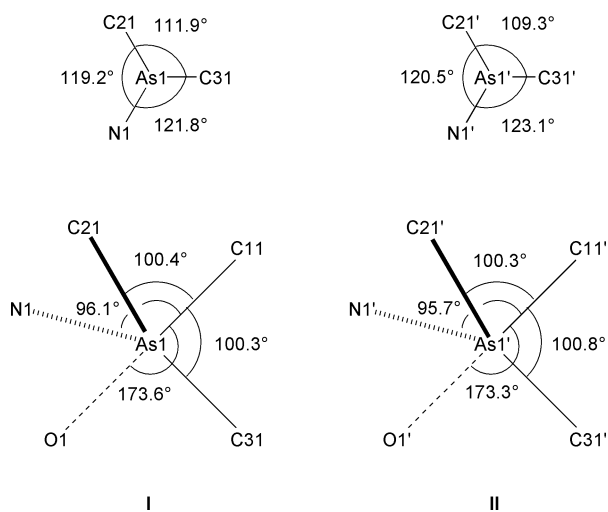 C21 111.9° C21' 109.3°
119.2° As1 C31 120.5° As1' C31'
N1 121.8° N1' 123.1°
C21 C21'
C11 C11'
100.4° 100.3°
N1 96.1° N1' 95.7°
As1 100.3° As1' 100.8°
173.6° 173.3°
O1 C31 O1' C31'
I II